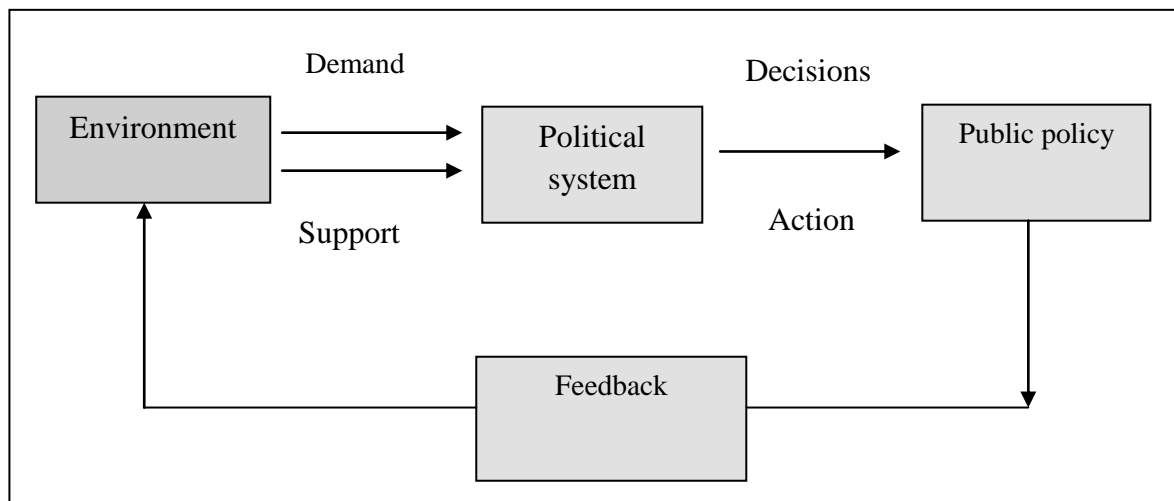 Demand
Decisions
Environment
Political
system
Public policy
Support
Action
Feedback